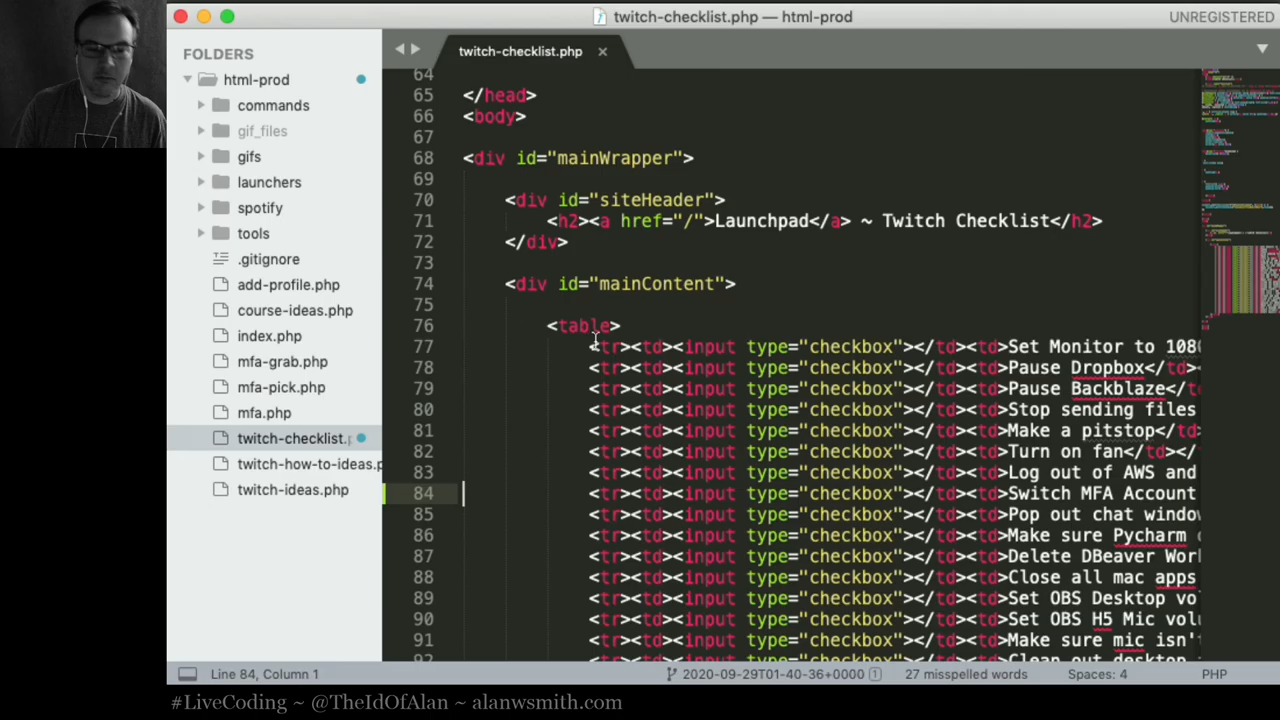 twitch-checklist.php — html-prod
UNREGISTERED
FOLDERS
html-prod
commands
gif_files
gifs
launchers
spotify
tools
.gitignore
add-profile.php
course-ideas.php
index.php
mfa-grab.php
mfa-pick.php
mfa.php
twitch-checklist.p
twitch-how-to-ideas.p
twitch-ideas.php
twitch-checklist.php ×
64
65 </head>
66 <body>
67
68 <div id="mainWrapper">
69
70 <div id="siteHeader">
71 <h2><a href="/">Launchpad</a> ~ Twitch Checklist</h2>
72 </div>
73
74 <div id="mainContent">
75
76 <table>
77 <tr><td><input type="checkbox"></td><td>Set Monitor to 108
78 <tr><td><input type="checkbox"></td><td>Pause Dropbox</td>
79 <tr><td><input type="checkbox"></td><td>Pause Backblaze</t
80 <tr><td><input type="checkbox"></td><td>Stop sending files
81 <tr><td><input type="checkbox"></td><td>Make a pitstop</td>
82 <tr><td><input type="checkbox"></td><td>Turn on fan</td></
83 <tr><td><input type="checkbox"></td><td>Log out of AWS and
84 <tr><td><input type="checkbox"></td><td>Switch MFA Account
85 <tr><td><input type="checkbox"></td><td>Pop out chat window
86 <tr><td><input type="checkbox"></td><td>Make sure Pycharm
87 <tr><td><input type="checkbox"></td><td>Delete DBeaver Wor
88 <tr><td><input type="checkbox"></td><td>Close all mac apps
89 <tr><td><input type="checkbox"></td><td>Set OBS Desktop vo
90 <tr><td><input type="checkbox"></td><td>Set OBS H5 Mic vol
91 <tr><td><input type="checkbox"></td><td>Make sure mic isn't
92
Line 84, Column 1
2020-09-29T01-40-36+0000 1
27 misspelled words
Spaces: 4
PHP
#LiveCoding ~ @TheIdOfAlan ~ alanwsmith.com